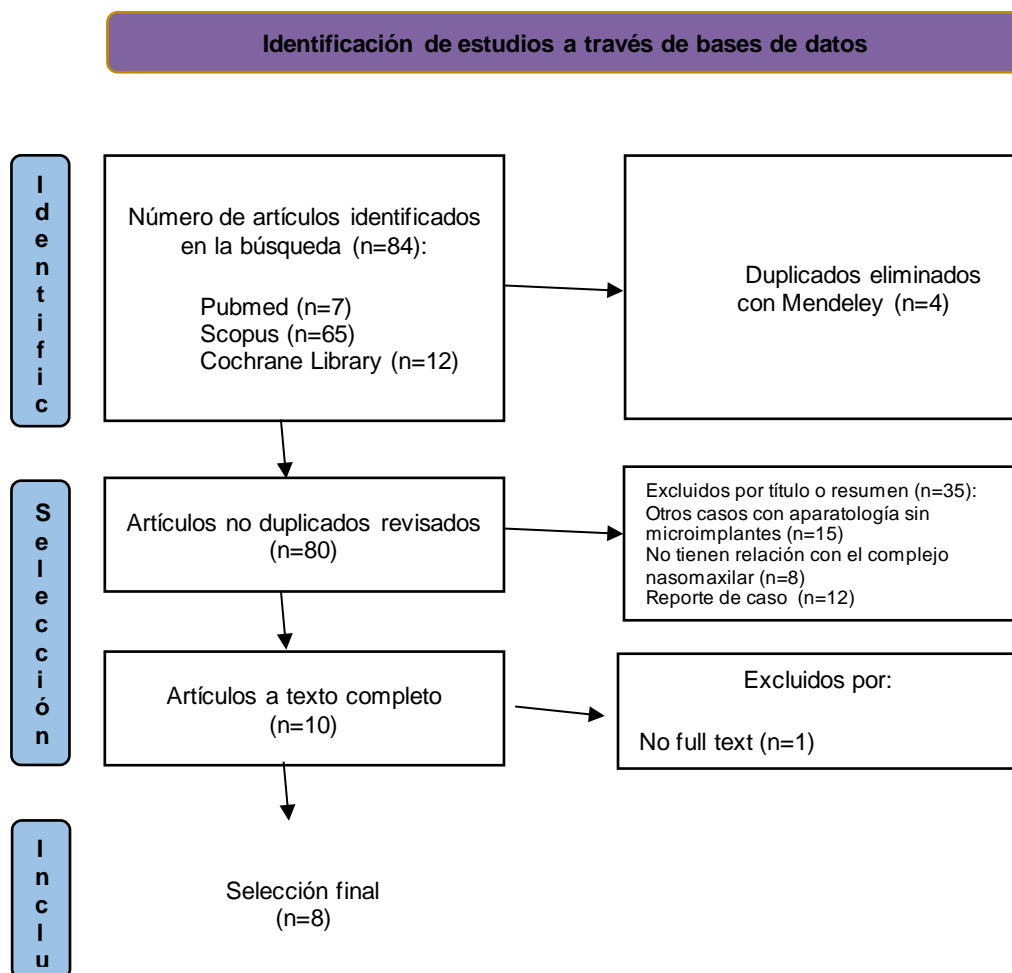 Identificación de estudios a través de bases de datos
Identific
Número de artículos identificados
en la búsqueda (n=84):
Pubmed (n=7)
Scopus (n=65)
Cochrane Library (n=12)
Duplicados eliminados
con Mendeley (n=4)
Selección
Artículos no duplicados revisados
(n=80)
Excluidos por título o resumen (n=35):
Otros casos con aparatología sin
microimplantes (n=15)
No tienen relación con el complejo
nasomaxilar (n=8)
Reporte de caso (n=12)
Artículos a texto completo
(n=10)
Excluidos por:
No full text (n=1)
Inclu
Selección final
(n=8)